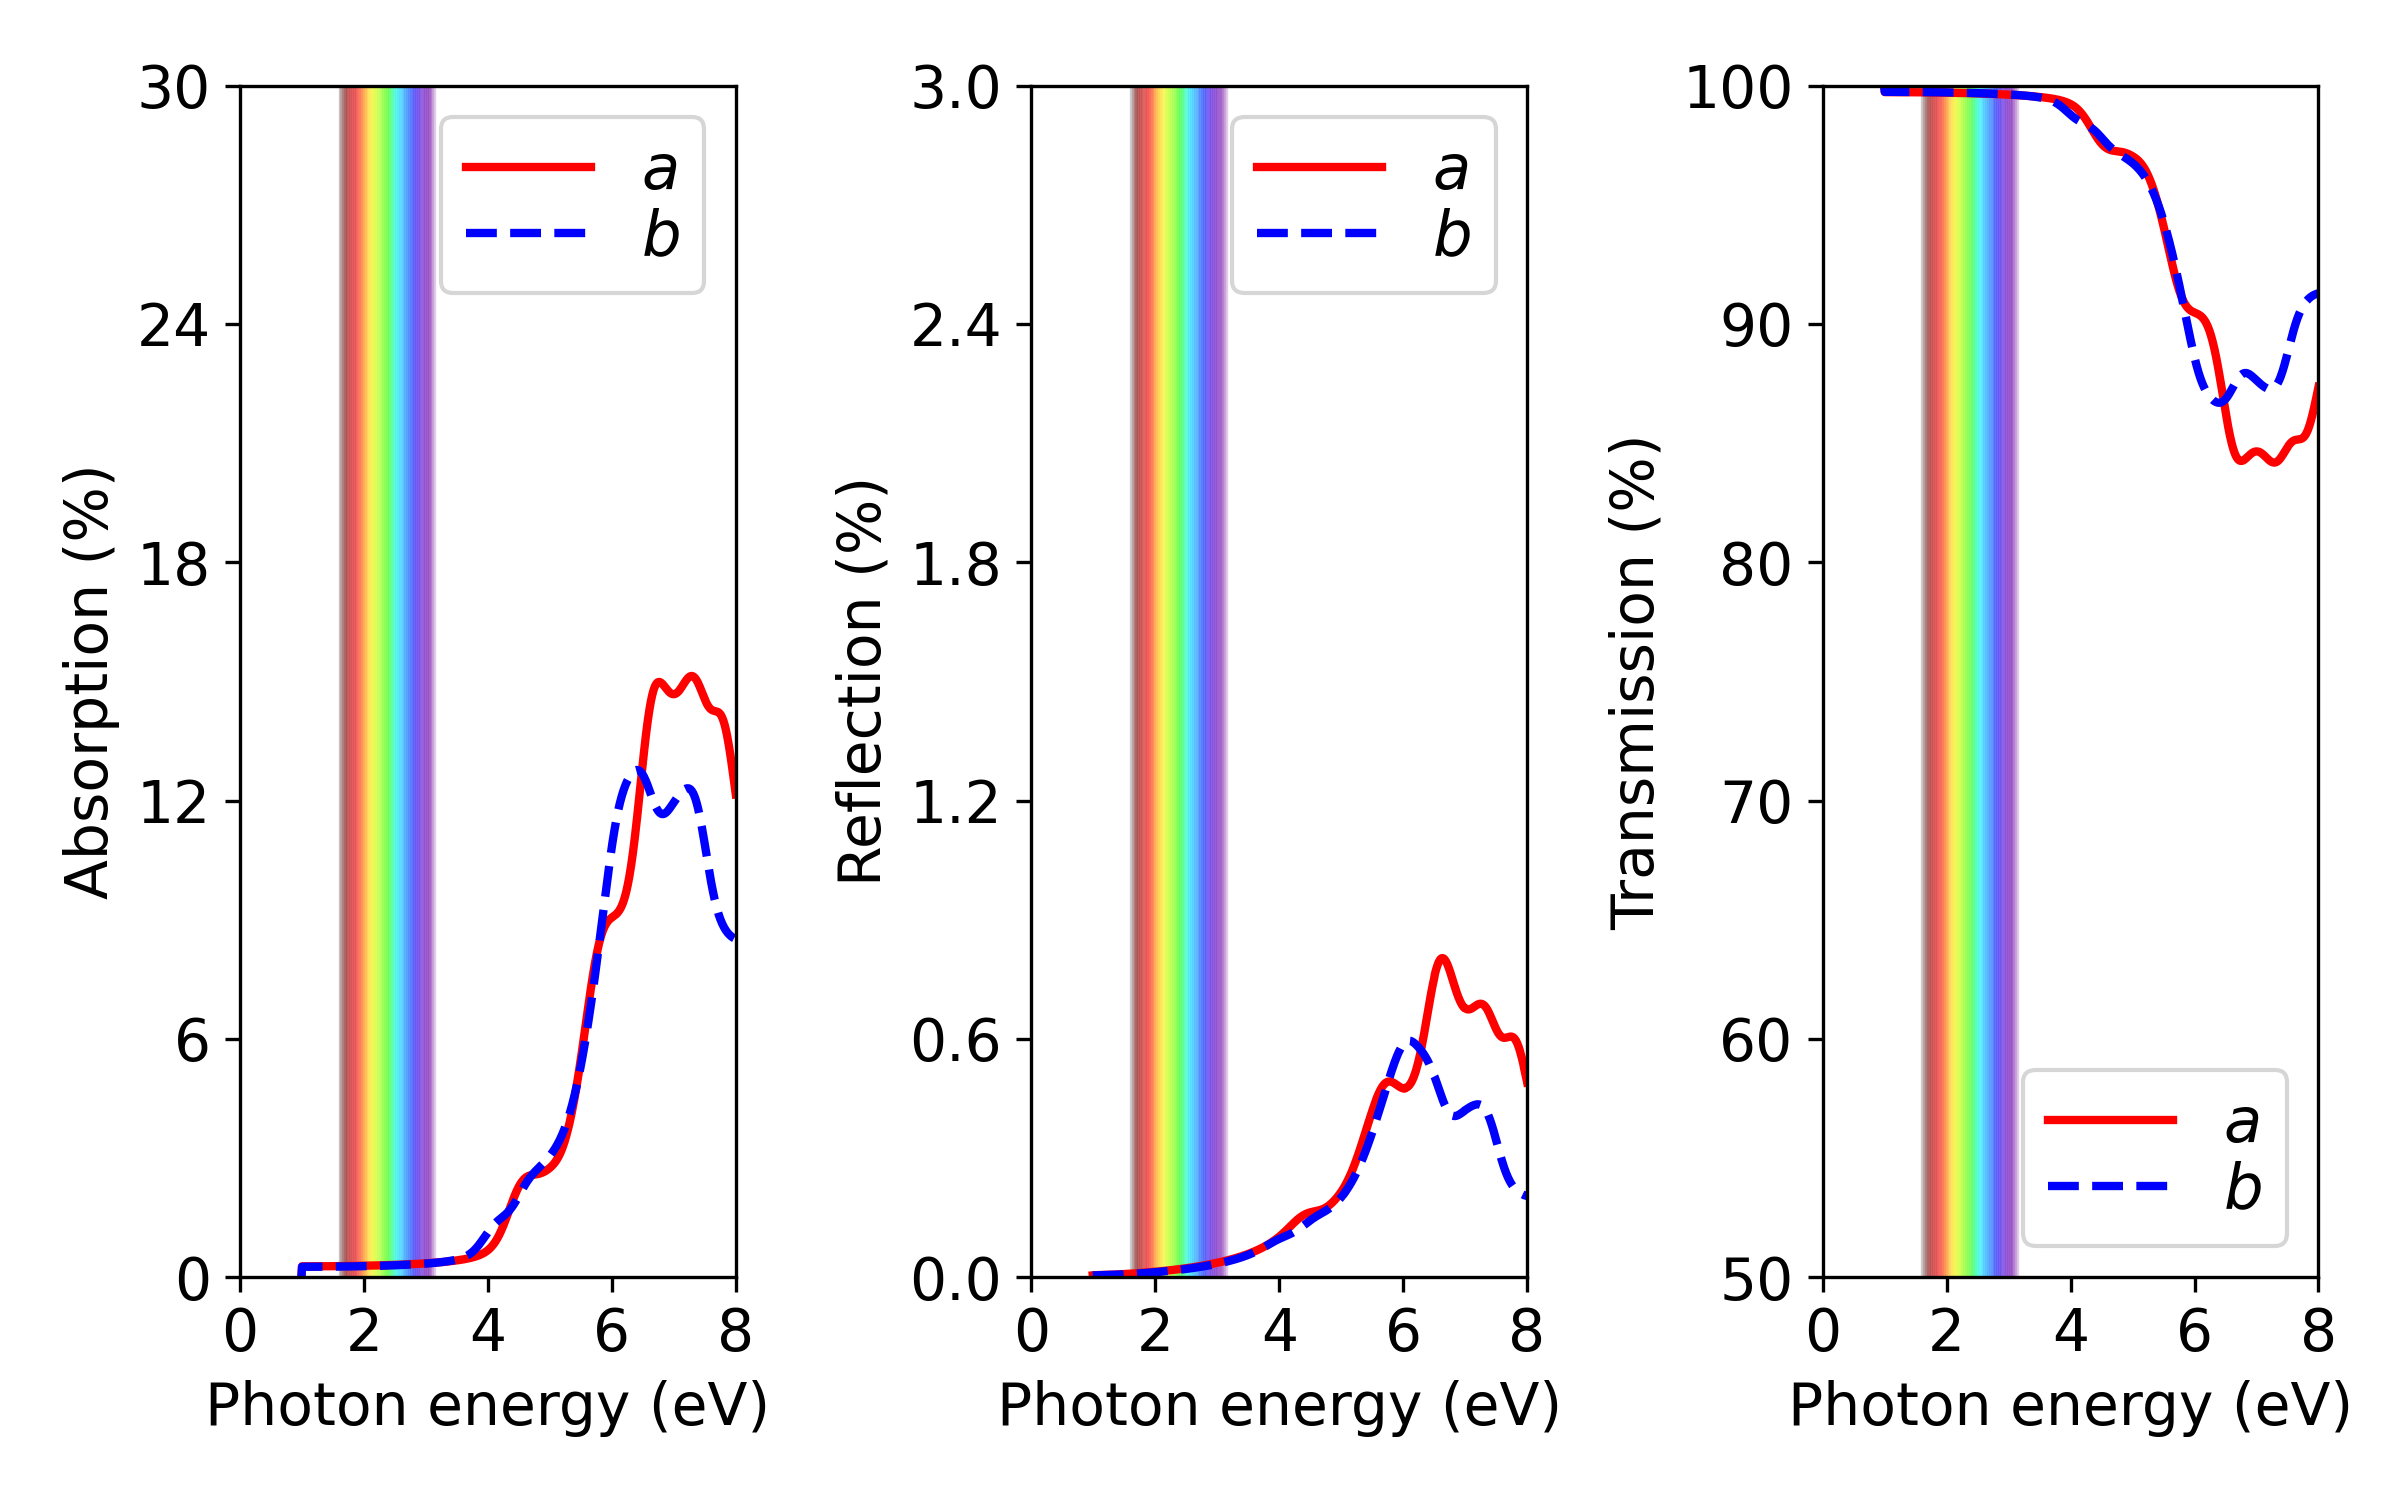 Absorption (%)
30
24
18
12
6
0
0 2 4 6 8
Photon energy (eV)
a
b
Reflection (%)
3.0
2.4
1.8
1.2
0.6
0.0
0 2 4 6 8
Photon energy (eV)
a
b
Transmission (%)
100
90
80
70
60
50
0 2 4 6 8
Photon energy (eV)
a
b